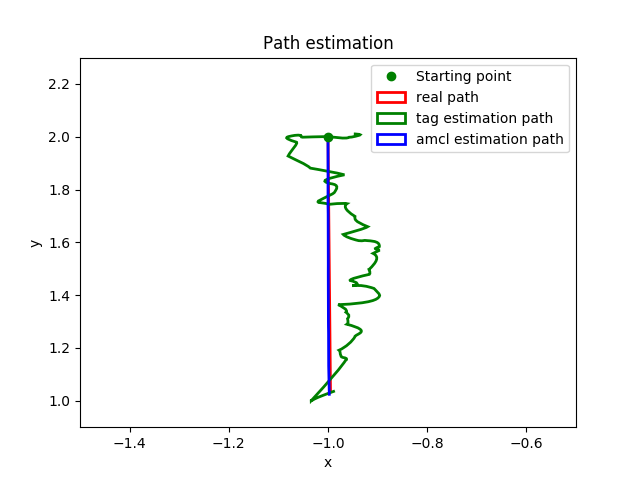 Path estimation
Starting point
real path
tag estimation path
amcl estimation path
y
2.2
2.0
1.8
1.6
1.4
1.2
1.0
−1.4 −1.2 −1.0 −0.8 −0.6
x